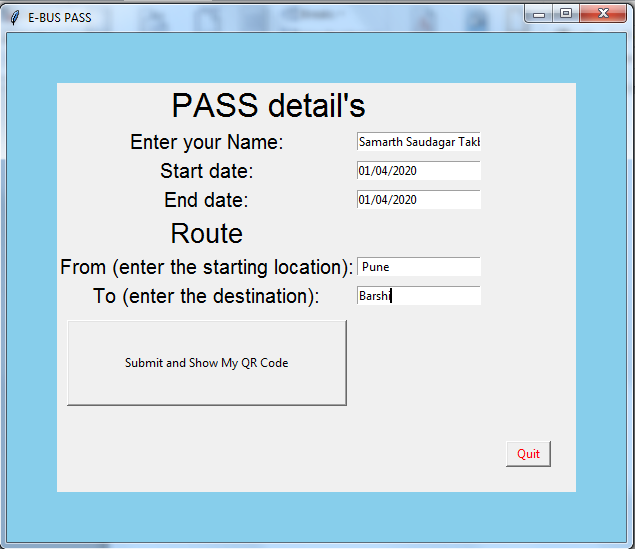 E-BUS PASS
PASS detail's
Enter your Name: Samarth Saudagar
Start date: 01/04/2020
End date: 01/04/2020
Route
From (enter the starting location): Pune
To (enter the destination): Barshi
Submit and Show My QR Code
Quit